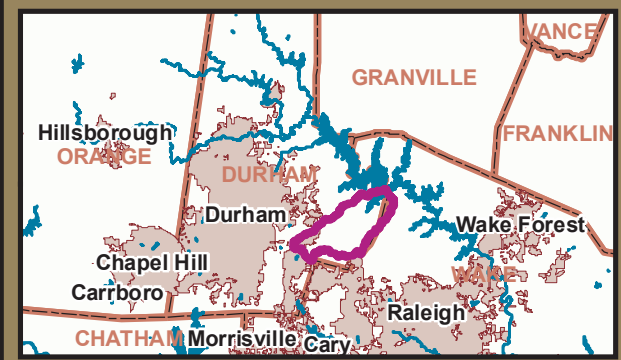 VANCE
GRANVILLE
FRANKLIN
Hillsborough
ORANGE
DURHAM
Durham
Wake Forest
Chapel Hill
WAKE
Carrboro
Raleigh
CHATHAM
Morrisville
Cary